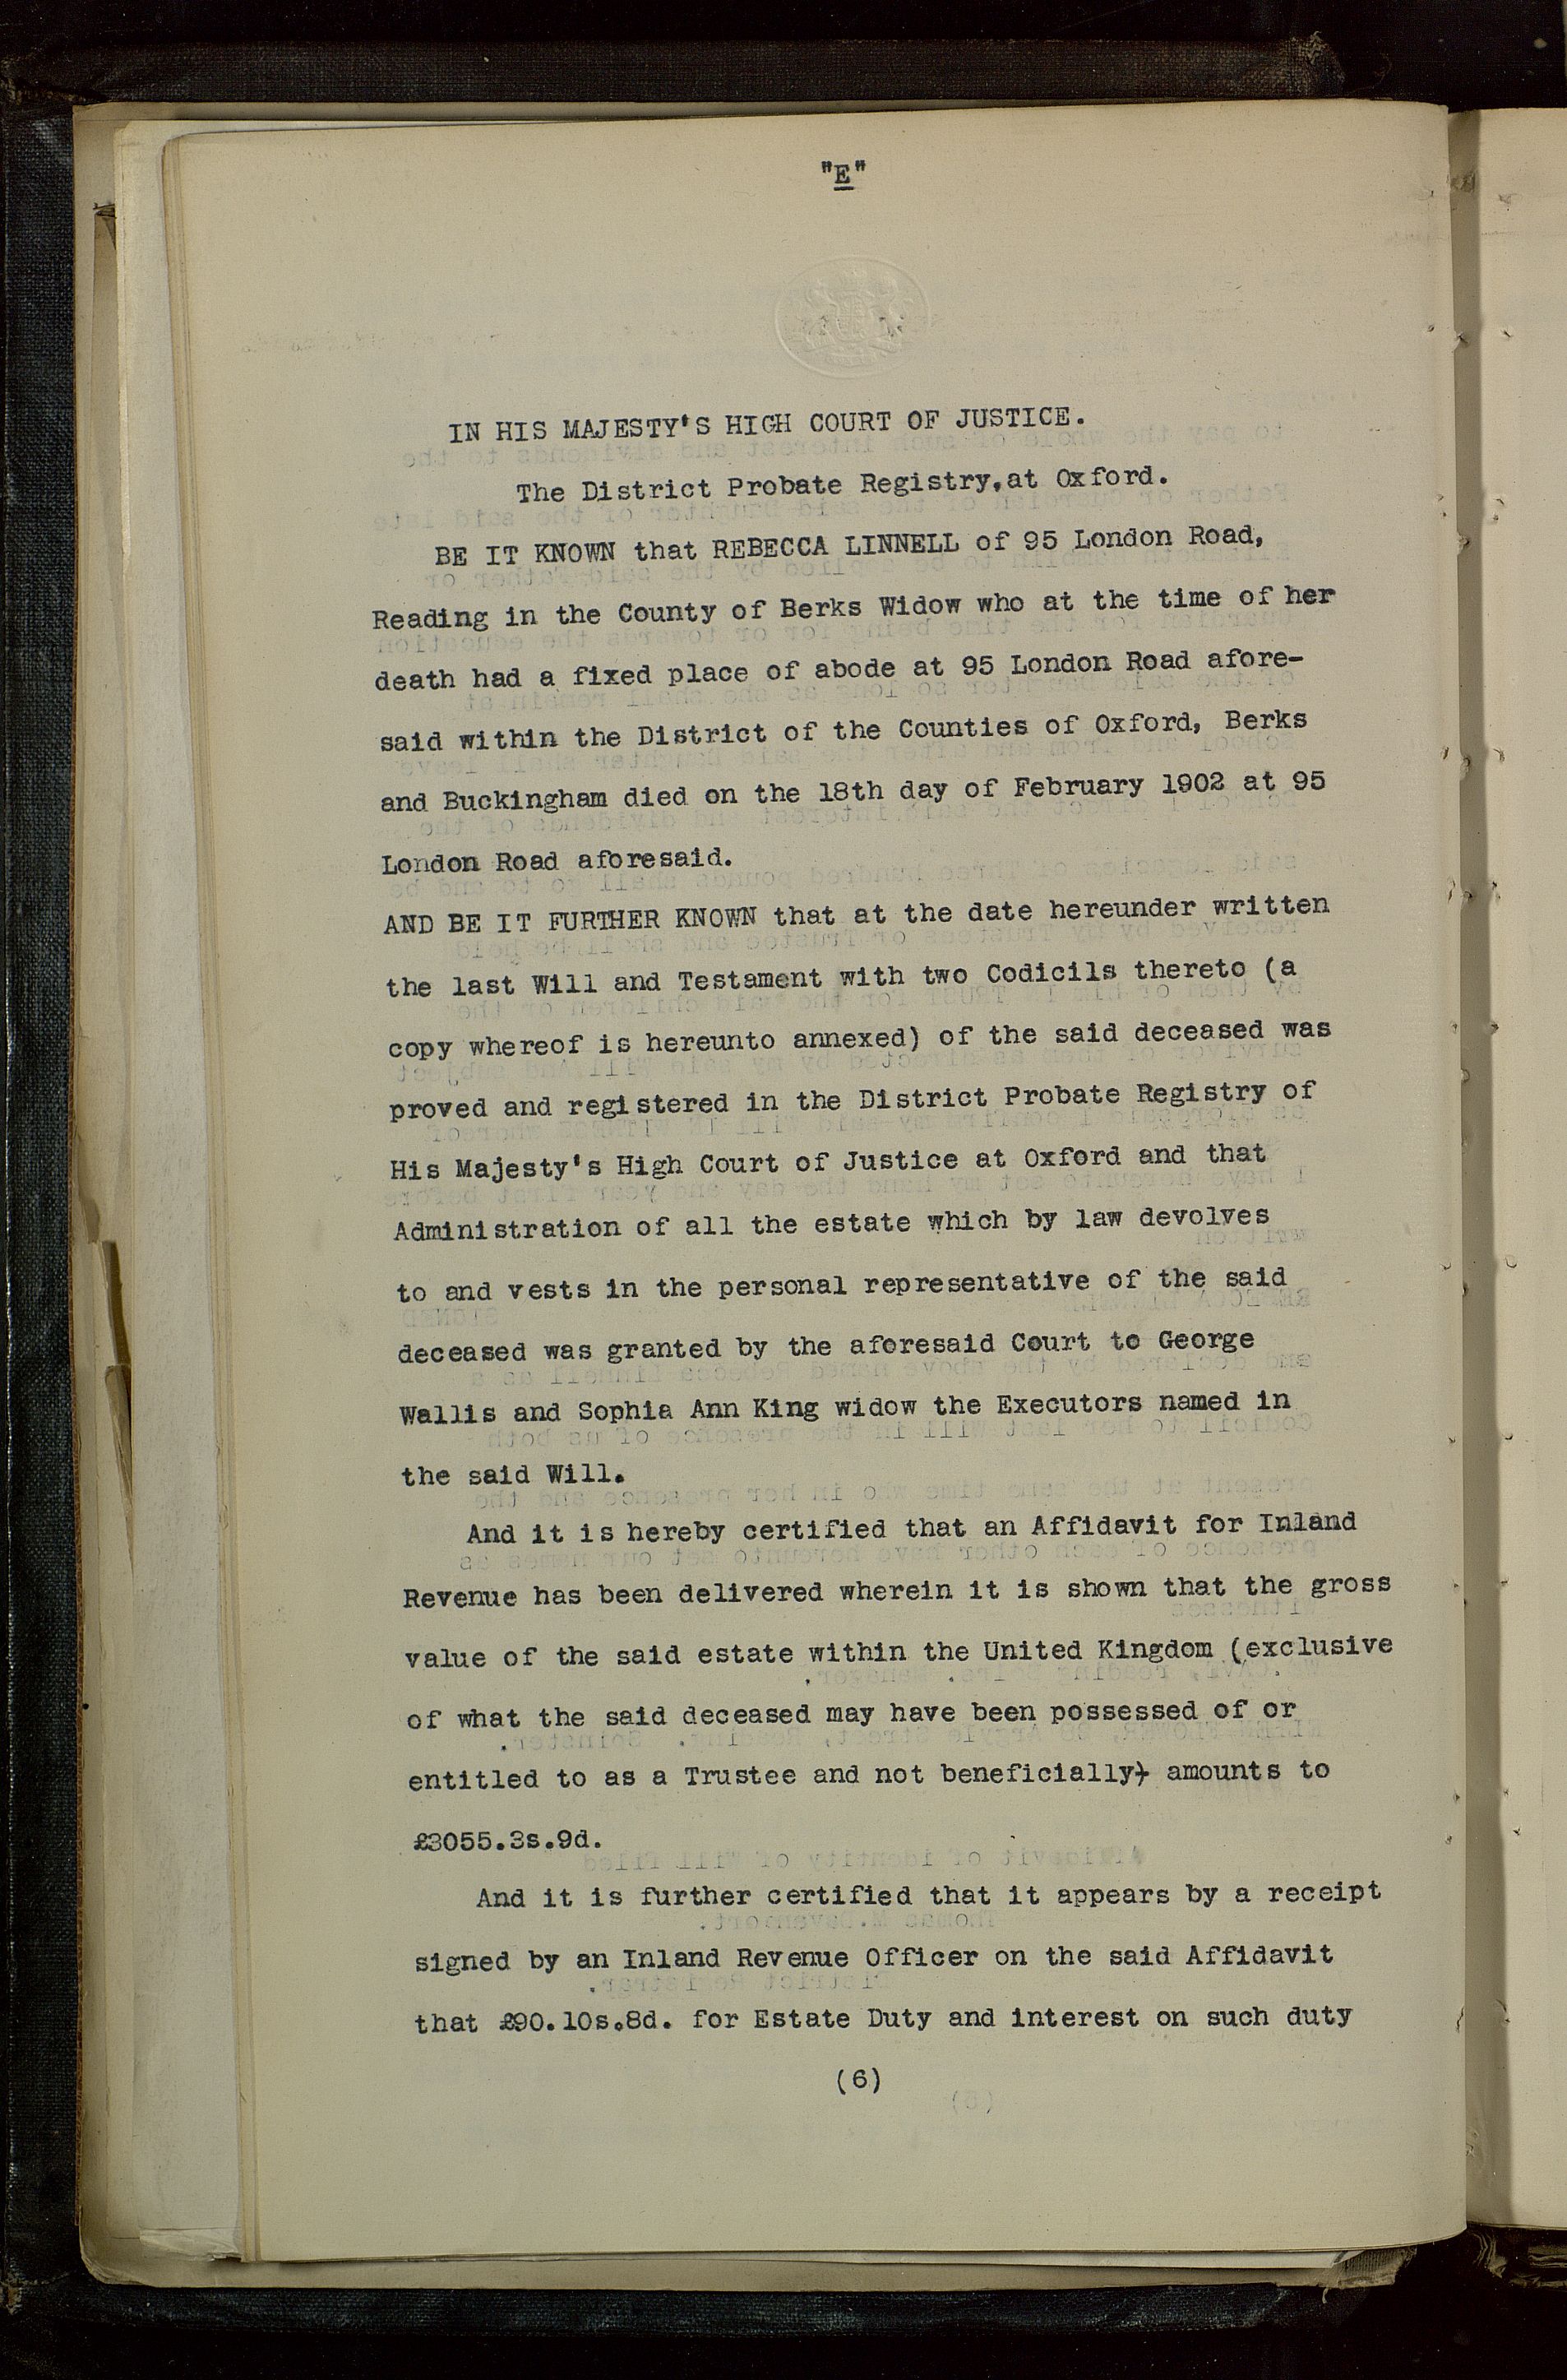 "E"
IN HIS MAJESTY'S HIGH COURT OF JUSTICE.
The District Probate Registry,at Oxford.
BE IT KNOWN that REBECCA LINNELL of 95 London Road,
Reading in the County of Berks Widow who at the time of her
death had a fixed place of abode at 95 London Road afore-
said within the District of the Counties of Oxford, Berks
and Buckingham died on the 18th day of February 1902 at 95
London Road aforesaid.
AND BE IT FURTHER KNOWN that at the date hereunder written
the last Will and Testament with two Codicils thereto (a
copy whereof is hereunto annexed) of the said deceased was
proved and registered in the District Probate Registry of
His Majesty's High Court of Justice at Oxford and that
Administration of all the estate which by law devolves
to and vests in the personal representative of the said
deceased was granted by the aforesaid Court to George
Wallis and Sophia Ann King widow the Executors named in
the said Will.
And it is hereby certified that an Affidavit for Inland
Revenue has been delivered wherein it is shown that the gross
value of the said estate within the United Kingdom (exclusive
of what the said deceased may have been possessed of or
entitled to as a Trustee and not beneficially) amounts to
£3055.3s.9d.
And it is further certified that it appears by a receipt
signed by an Inland Revenue Officer on the said Affidavit
that £90.10s.8d. for Estate Duty and interest on such duty
(6)